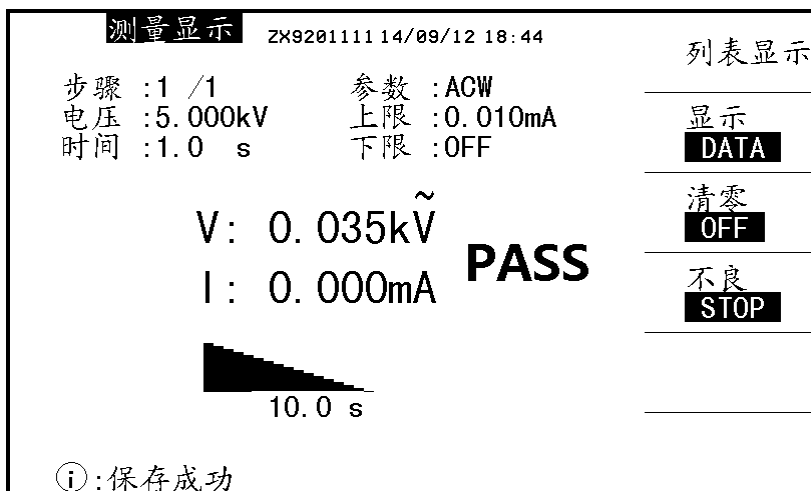 测量显示 ZX9201111 14/09/12 18:44
列表显示
步骤 :1 /1 参数 :ACW
电压 :5.000kV 上限 :0.010mA
时间 :1.0 s 下限 :OFF
显示
DATA
清零
OFF
V: 0.035kṼ
I: 0.000mA
PASS
不良
STOP
10.0 s
ⓘ:保存成功